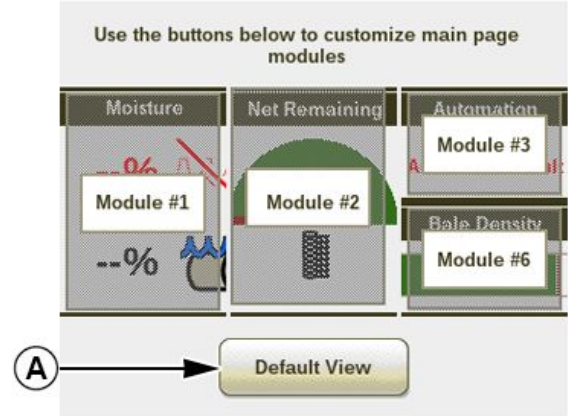 Use the buttons below to customize main page
modules
Moisture
Net Remaining
Automation
--%
Module #1
Module #2
Module #3
Bale Density
--%
Module #6
A
Default View